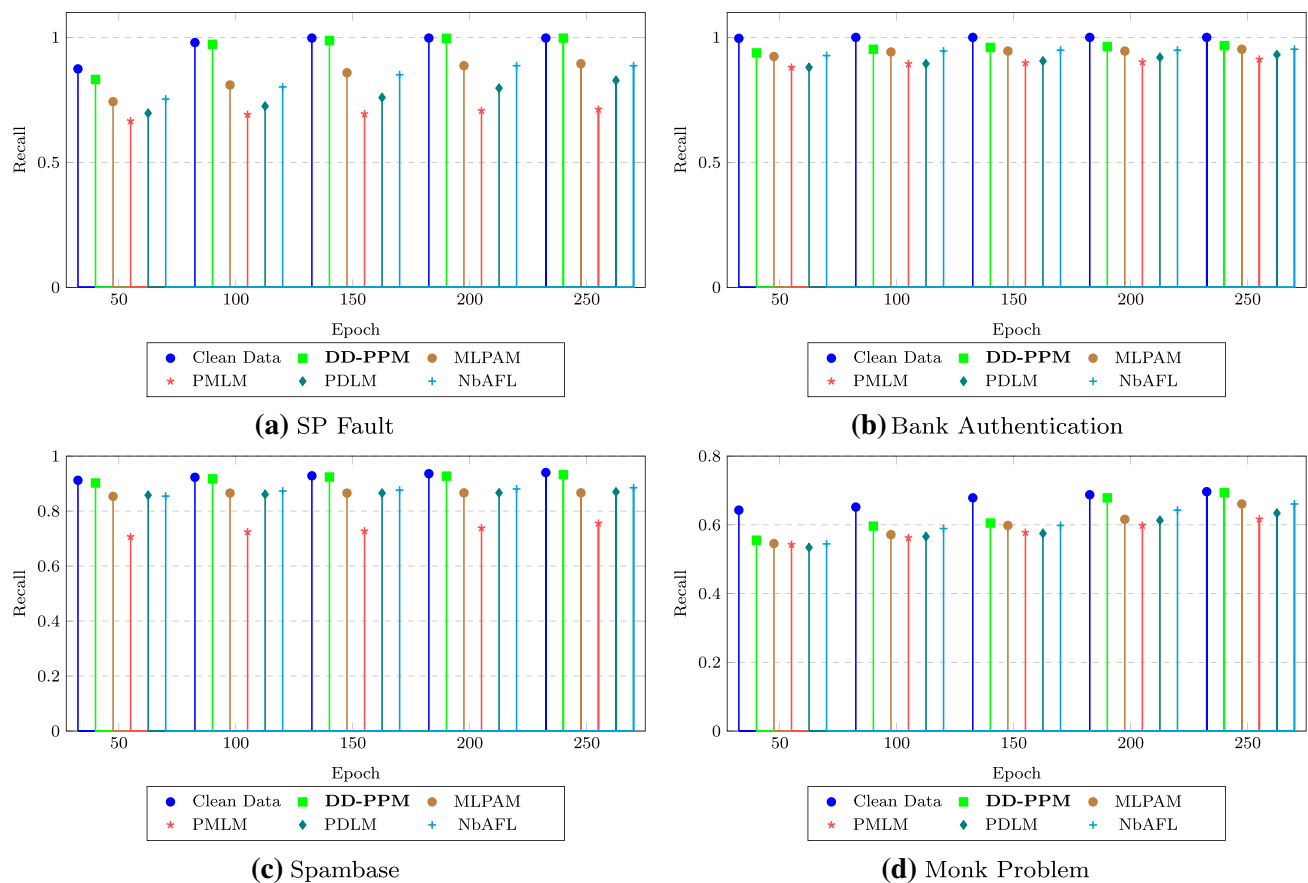 1
0.5
0
Recall
50 100 150 200 250
Epoch
Clean Data DD-PPM MLPAM
PMLM PDLM NbAFL
(a) SP Fault
1
0.5
0
Recall
50 100 150 200 250
Epoch
Clean Data DD-PPM MLPAM
PMLM PDLM NbAFL
(b) Bank Authentication
1
0.8
0.6
0.4
0.2
0
Recall
50 100 150 200 250
Epoch
Clean Data DD-PPM MLPAM
PMLM PDLM NbAFL
(c) Spambase
0.8
0.6
0.4
0.2
0
Recall
50 100 150 200 250
Epoch
Clean Data DD-PPM MLPAM
PMLM PDLM NbAFL
(d) Monk Problem